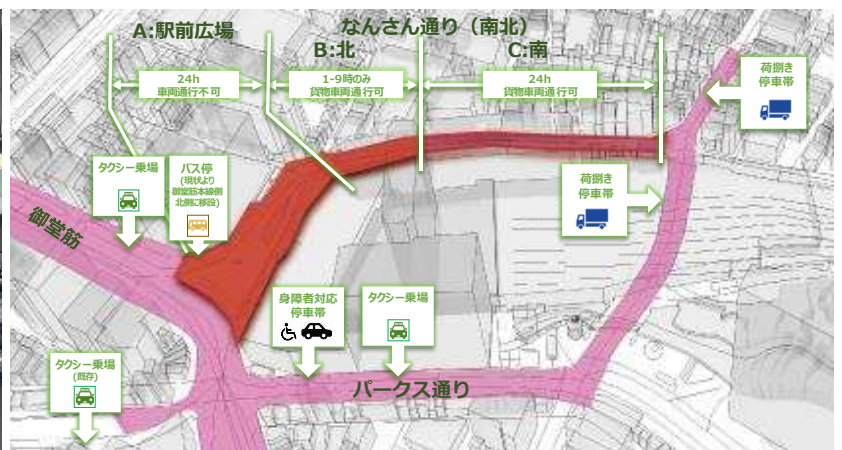 A:駅前広場
なんさん通り（南北）
B:北
C:南
24h
車両通行不可
1-9時のみ
貨物車両通行可
24h
貨物車両通行可
荷捌き
停車帯
タクシー乗場
バス停
(現状より
御堂筋本線側
北側に移設)
荷捌き
停車帯
御堂筋
身障者対応
停車帯
タクシー乗場
タクシー乗場
(既存)
パークス通り